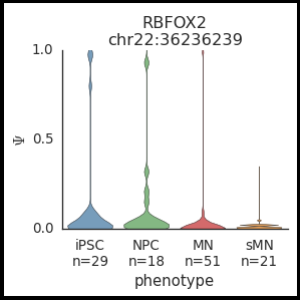 RBFOX2
chr22:36236239
1.0
0.5
0.0
Ψ
iPSC NPC MN sMN
n=29 n=18 n=51 n=21
phenotype